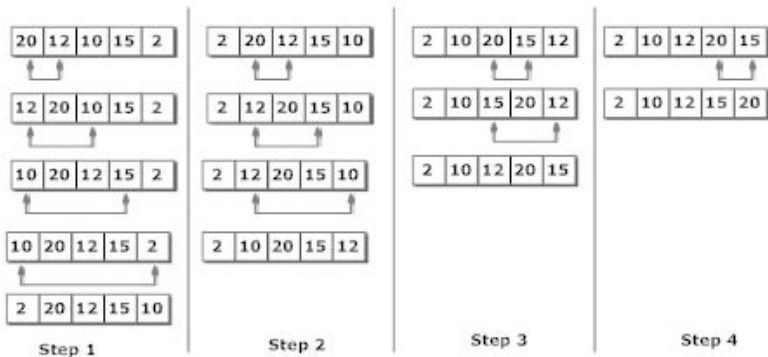 20 12 10 15 2
12 20 10 15 2
10 20 12 15 2
10 20 12 15 2
2 20 12 15 10
Step 1
2 20 12 15 10
2 12 20 15 10
2 12 20 15 10
2 10 20 15 12
Step 2
2 10 20 15 12
2 10 15 20 12
2 10 12 20 15
Step 3
2 10 12 20 15
2 10 12 15 20
Step 4